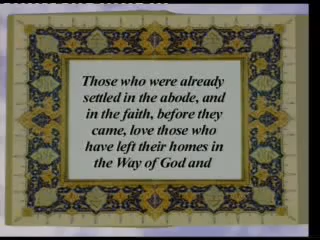 Those who were already
settled in the abode, and
in the faith, before they
came, love those who
have left their homes in
the Way of God and